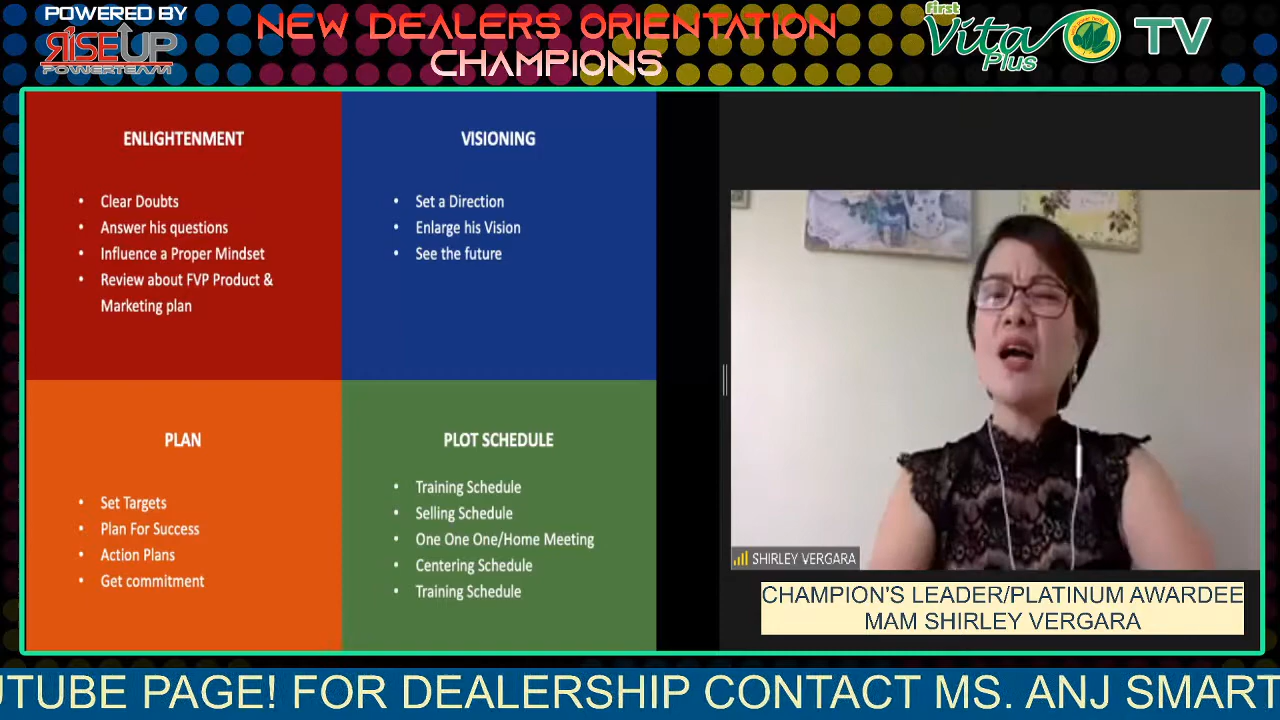 POWERED BY
RISEUP
POWERTEAM
NEW DEALERS ORIENTATION
CHAMPIONS
first
Vita
Plus
TV
ENLIGHTENMENT
• Clear Doubts
• Answer his questions
• Influence a Proper Mindset
• Review about FVP Product &
Marketing plan
VISIONING
• Set a Direction
• Enlarge his Vision
• See the future
PLAN
• Set Targets
• Plan For Success
• Action Plans
• Get commitment
PLOT SCHEDULE
• Training Schedule
• Selling Schedule
• One One One/Home Meeting
• Centering Schedule
• Training Schedule
SHIRLEY VERGARA
CHAMPION'S LEADER/PLATINUM AWARDEE
MAM SHIRLEY VERGARA
UTUBE PAGE! FOR DEALERSHIP CONTACT MS. ANJ SMART